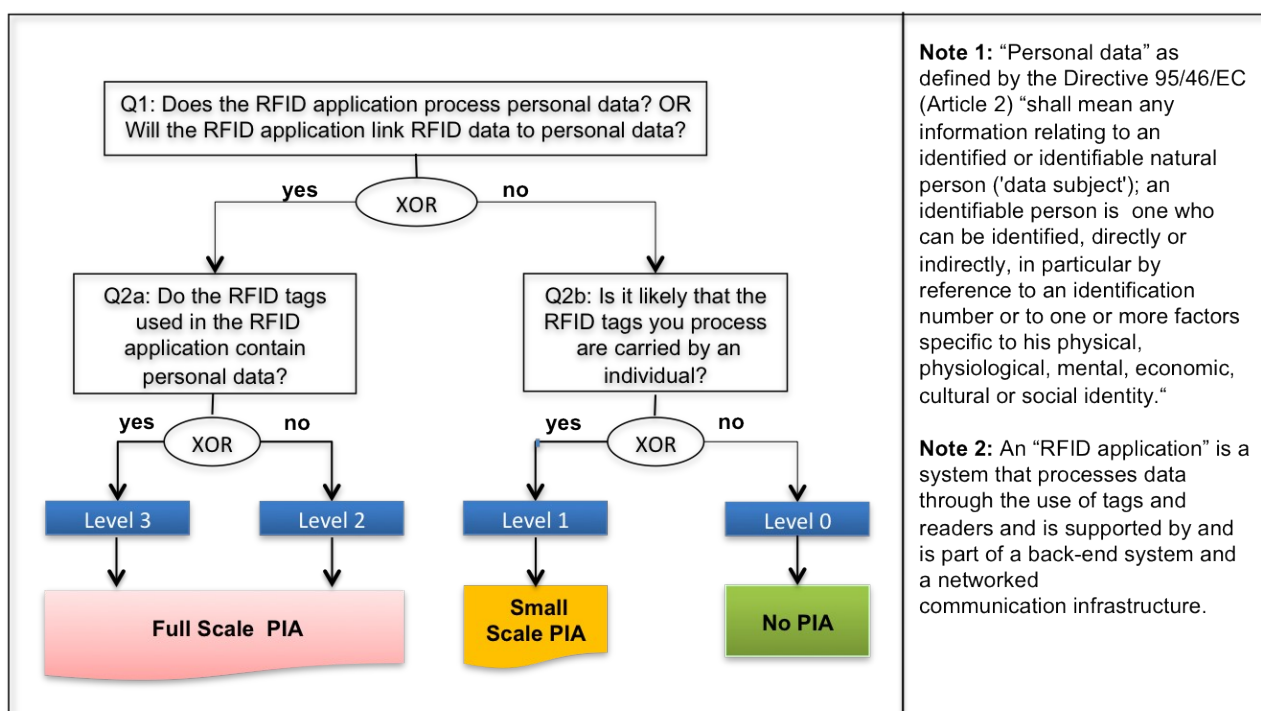 Q1: Does the RFID application process personal data? OR
Will the RFID application link RFID data to personal data?
yes
XOR
no
Q2a: Do the RFID tags
used in the RFID
application contain
personal data?
Q2b: Is it likely that the
RFID tags you process
are carried by an
individual?
yes
XOR
no
yes
XOR
no
Level 3
Level 2
Level 1
Level 0
Full Scale PIA
Small
Scale PIA
No PIA
Note 1: “Personal data” as
defined by the Directive 95/46/EC
(Article 2) “shall mean any
information relating to an
identified or identifiable natural
person ('data subject'); an
identifiable person is one who
can be identified, directly or
indirectly, in particular by
reference to an identification
number or to one or more factors
specific to his physical,
physiological, mental, economic,
cultural or social identity.“
Note 2: An “RFID application” is a
system that processes data
through the use of tags and
readers and is supported by and
is part of a back-end system and
a networked
communication infrastructure.